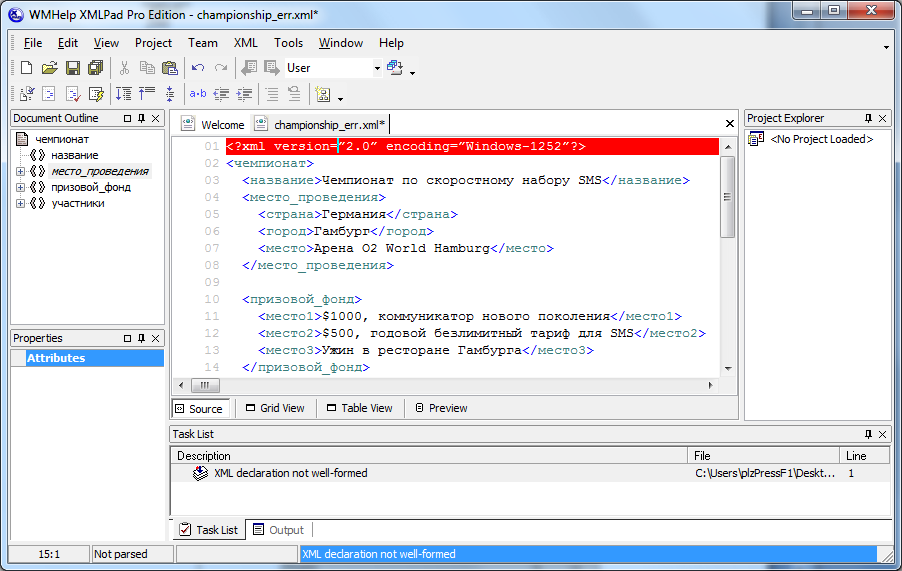 WMHelp XMLPad Pro Edition - championship_err.xml*
File Edit View Project Team XML Tools Window Help
User
a·b
Document Outline
чемпионат
название
место_проведения
призовой_фонд
участники
Properties
Attributes
Welcome championship_err.xml*
01 <?xml version="2.0" encoding="Windows-1252"?>
02 <чемпионат>
03 <название>Чемпионат по скоростному набору SMS</название>
04 <место_проведения>
05 <страна>Германия</страна>
06 <город>Гамбург</город>
07 <место>Арена O2 World Hamburg</место>
08 </место_проведения>
09
10 <призовой_фонд>
11 <место1>$1000, коммуникатор нового поколения</место1>
12 <место2>$500, годовой безлимитный тариф для SMS</место2>
13 <место3>Ужин в ресторане Гамбурга</место3>
14 </призовой_фонд>
Source Grid View Table View Preview
Project Explorer
<No Project Loaded>
Task List
Description File Line
XML declaration not well-formed C:\Users\plzPressF1\Deskt... 1
Task List Output
15:1 Not parsed XML declaration not well-formed